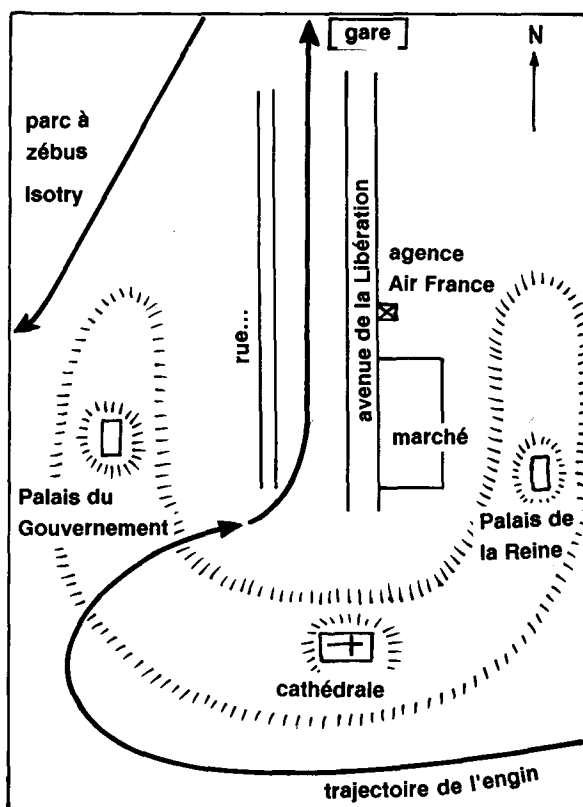 gare
N
parc à
zébus
Isotry
avenue de la Libération
agence
Air France
rue...
marché
Palais du
Gouvernement
Palais de
la Reine
cathédrale
trajectoire de l'engin